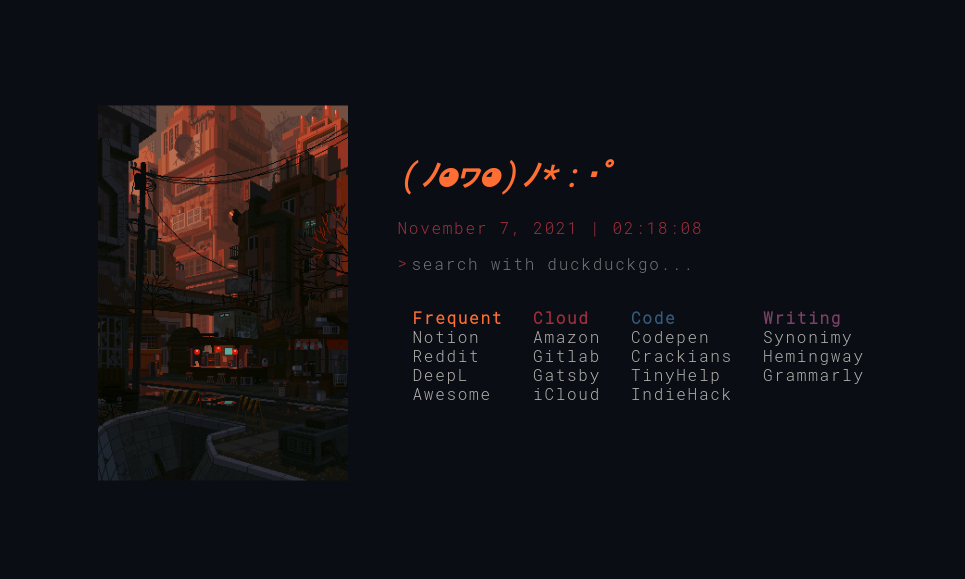 (ﾉ◕ヮ◕)ﾉ*:･ﾟ
November 7, 2021 | 02:18:08
>search with duckduckgo...
Frequent Cloud Code Writing
Notion Amazon Codepen Synonimy
Reddit Gitlab Crackians Hemingway
DeepL Gatsby TinyHelp Grammarly
Awesome iCloud IndieHack